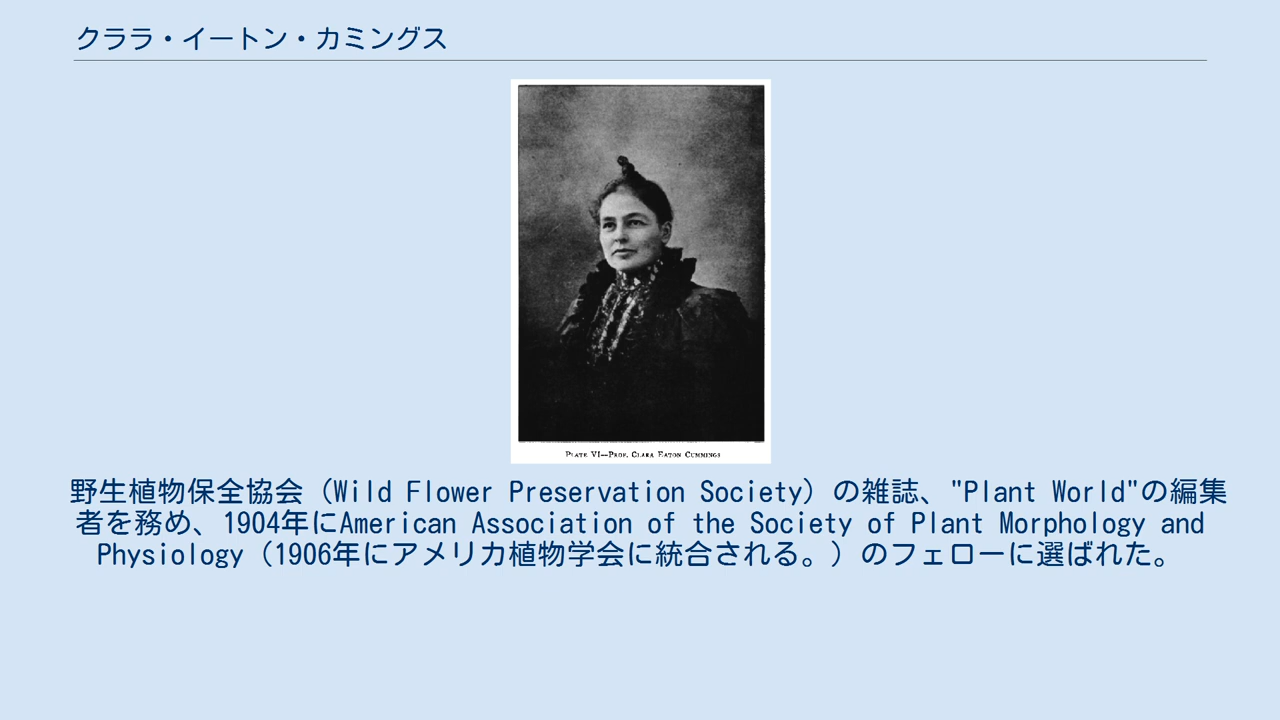 クララ・イートン・カミングス
Plate VI--Prof. Clara Eaton Cummings
野生植物保全協会（Wild Flower Preservation Society）の雑誌、"Plant World"の編集
者を務め、1904年にAmerican Association of the Society of Plant Morphology and
Physiology（1906年にアメリカ植物学会に統合される。）のフェローに選ばれた。